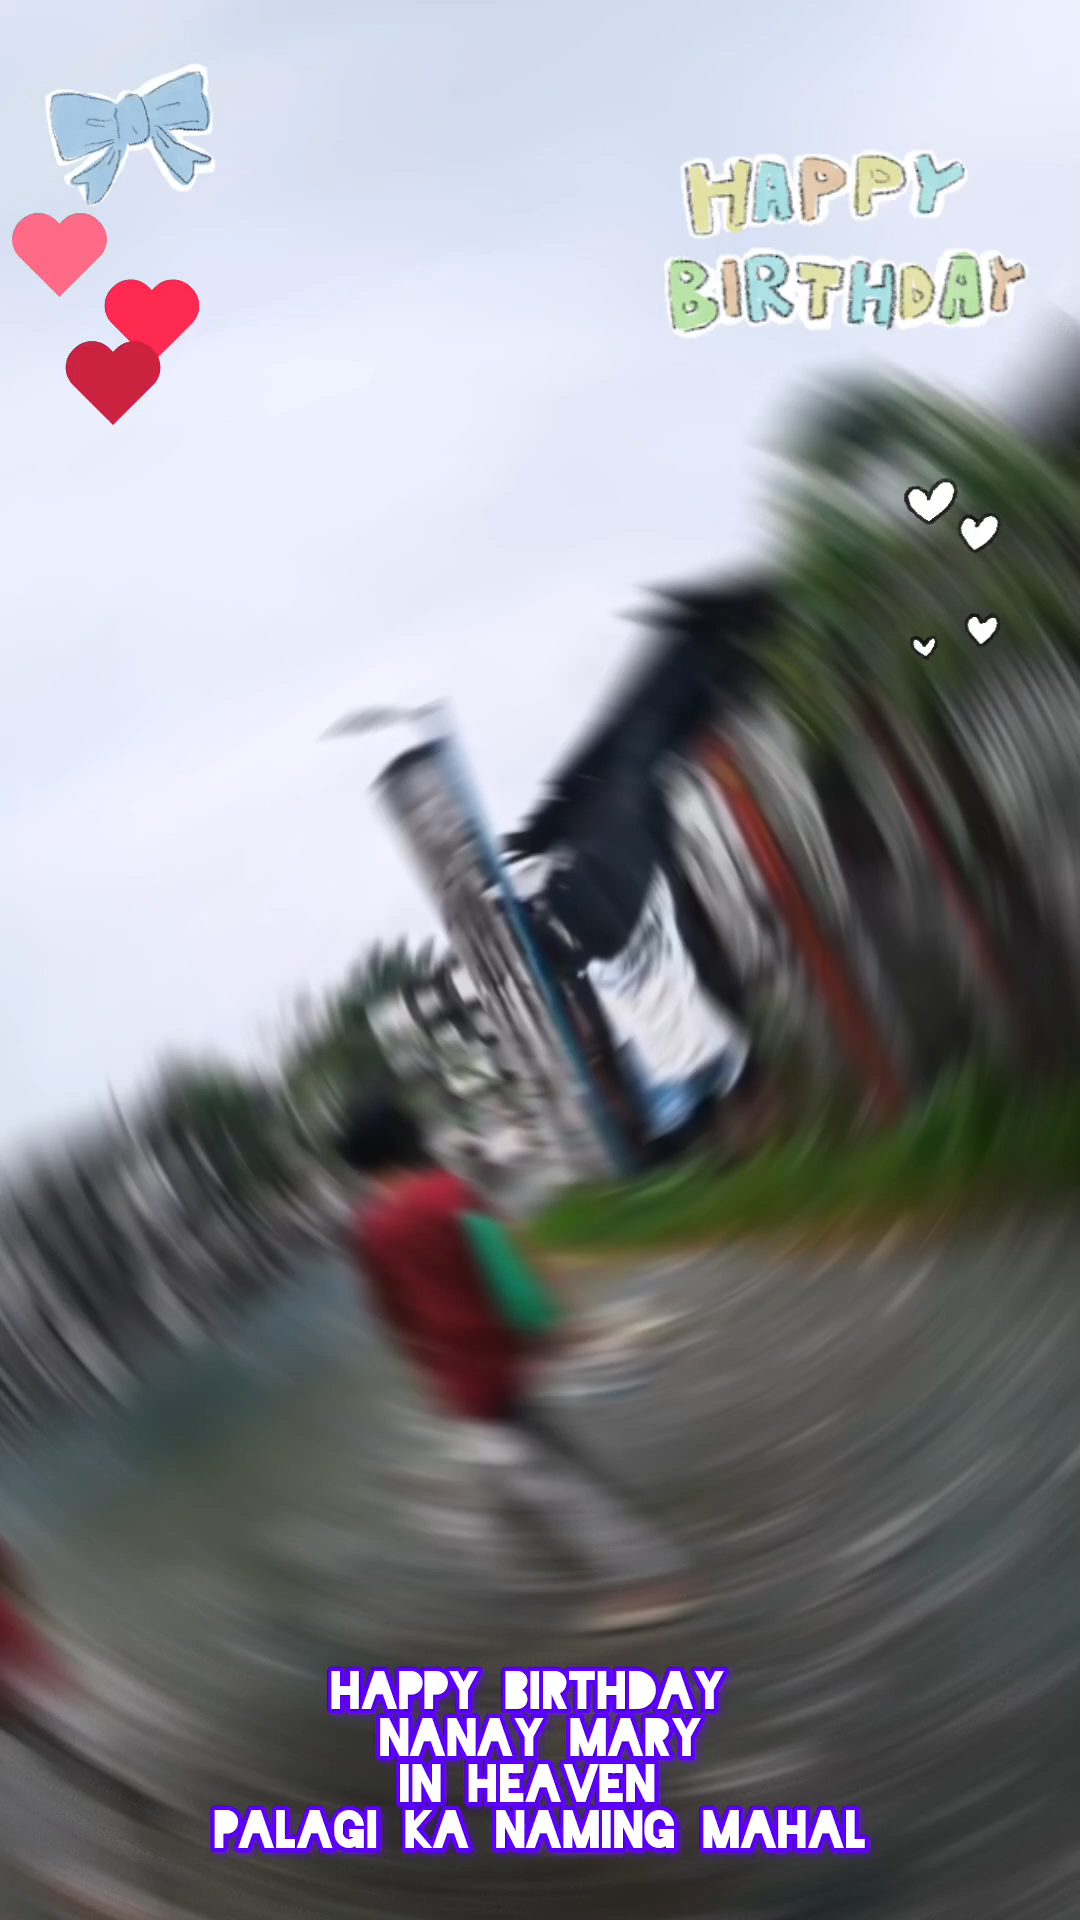 HAPPY
BIRTHDAY
HAPPY BIRTHDAY
NANAY MARY
IN HEAVEN
PALAGI KA NAMING MAHAL